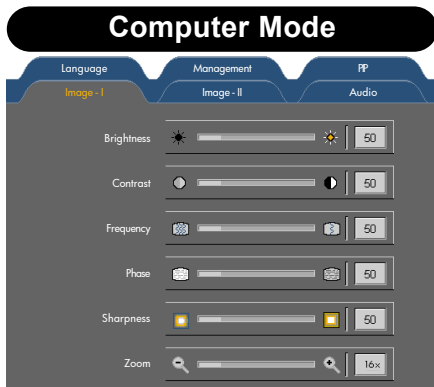 Computer Mode
Language Management PIP
Image - I Image - II Audio
Brightness 50
Contrast 50
Frequency 50
Phase 50
Sharpness 50
Zoom 16x